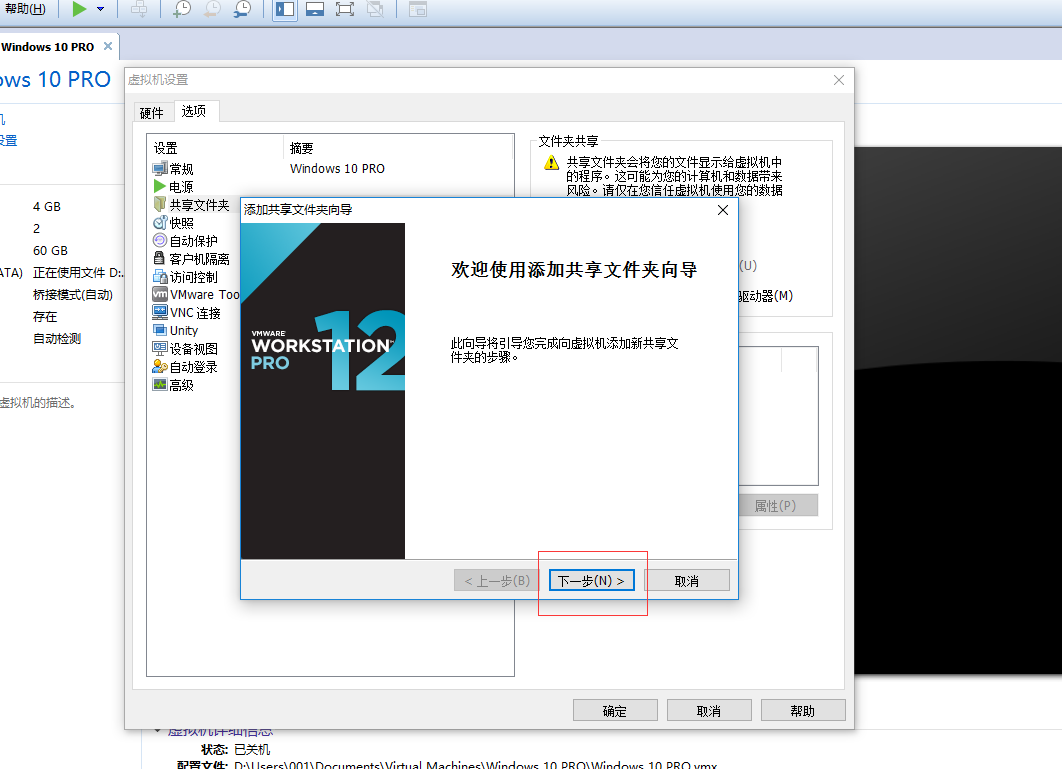 帮助(H)
Windows 10 PRO
ows 10 PRO
虚拟机设置
机
设置
硬件
选项
设置
摘要
常规
Windows 10 PRO
电源
共享文件夹
快照
自动保护
客户机隔离
访问控制
VMware Too
VNC 连接
Unity
设备视图
自动登录
高级
文件夹共享
共享文件夹会将您的文件显示给虚拟机中
的程序。这可能为您的计算机和数据带来
风险。请仅在您信任虚拟机使用您的数据
(U)
驱动器(M)
属性(P)
4 GB
2
60 GB
ATA)
正在使用文件 D:..
桥接模式(自动)
存在
自动检测
虚拟机的描述。
添加共享文件夹向导
VMWARE
WORKSTATION™
PRO
12
欢迎使用添加共享文件夹向导
此向导将引导您完成向虚拟机添加新共享文
件夹的步骤。
< 上一步(B)
下一步(N) >
取消
确定
取消
帮助
虚拟机详细信息
状态: 已关机
配置文件: D:\Users\001\Documents\Virtual Machines\Windows 10 PRO\Windows 10 PRO.vmx